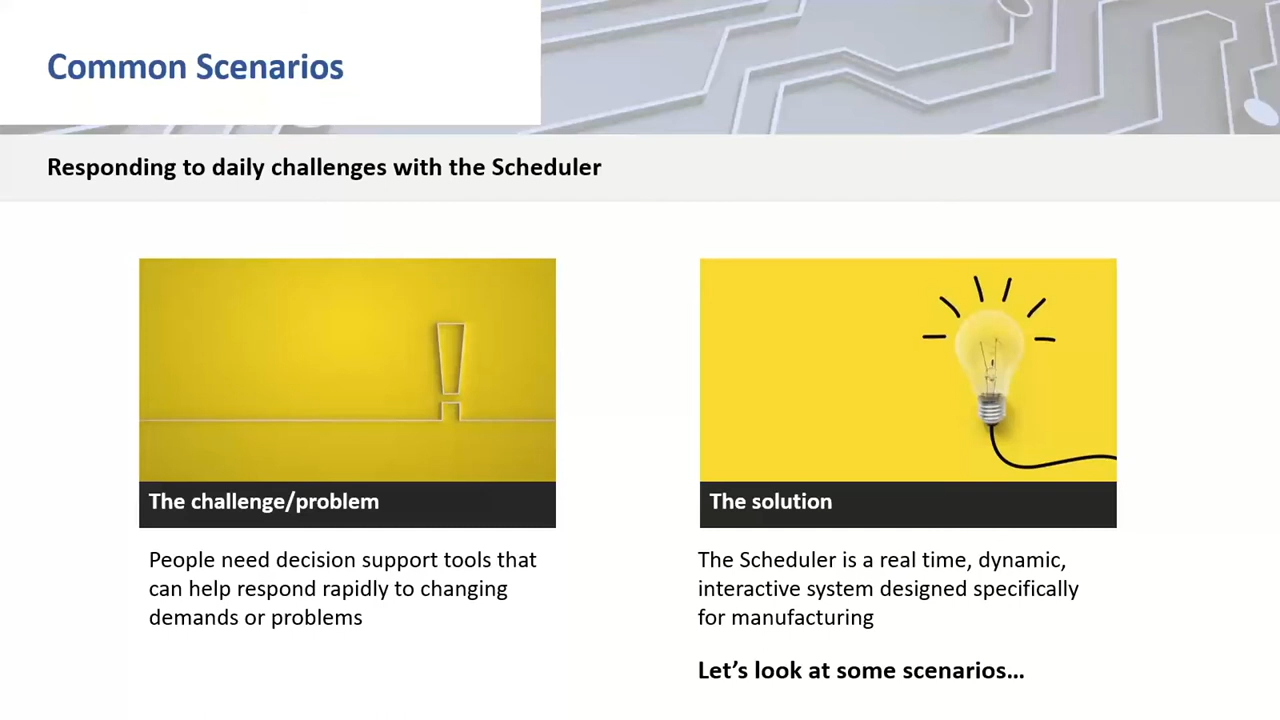 Common Scenarios
Responding to daily challenges with the Scheduler
The challenge/problem
People need decision support tools that
can help respond rapidly to changing
demands or problems
The solution
The Scheduler is a real time, dynamic,
interactive system designed specifically
for manufacturing
Let’s look at some scenarios…